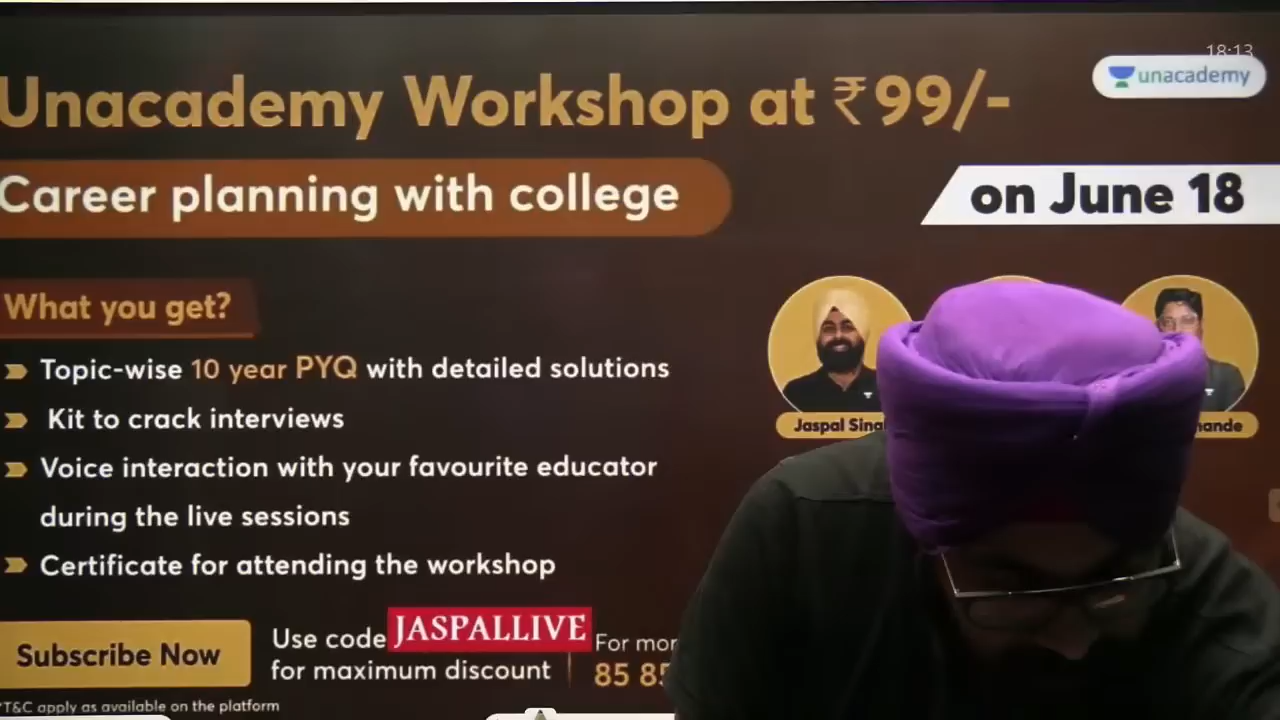 18:13
unacademy
Unacademy Workshop at ₹99/-
Career planning with college
on June 18
What you get?
Topic-wise 10 year PYQ with detailed solutions
Kit to crack interviews
Voice interaction with your favourite educator
during the live sessions
Certificate for attending the workshop
Jaspal
Subscribe Now
Use code JASPALLIVE
for maximum discount
For
85
*T&C apply as available on the platform